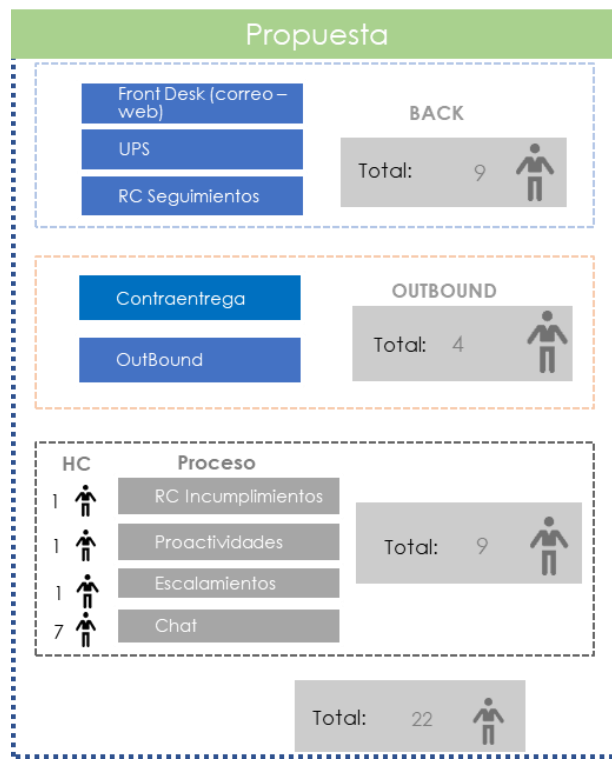 Propuesta
Front Desk (correo –
web)
UPS
RC Seguimientos
BACK
Total: 9
Contraentrega
OutBound
OUTBOUND
Total: 4
HC Proceso
1 RC Incumplimientos
1 Proactividades
1 Escalamientos
7 Chat
Total: 9
Total: 22